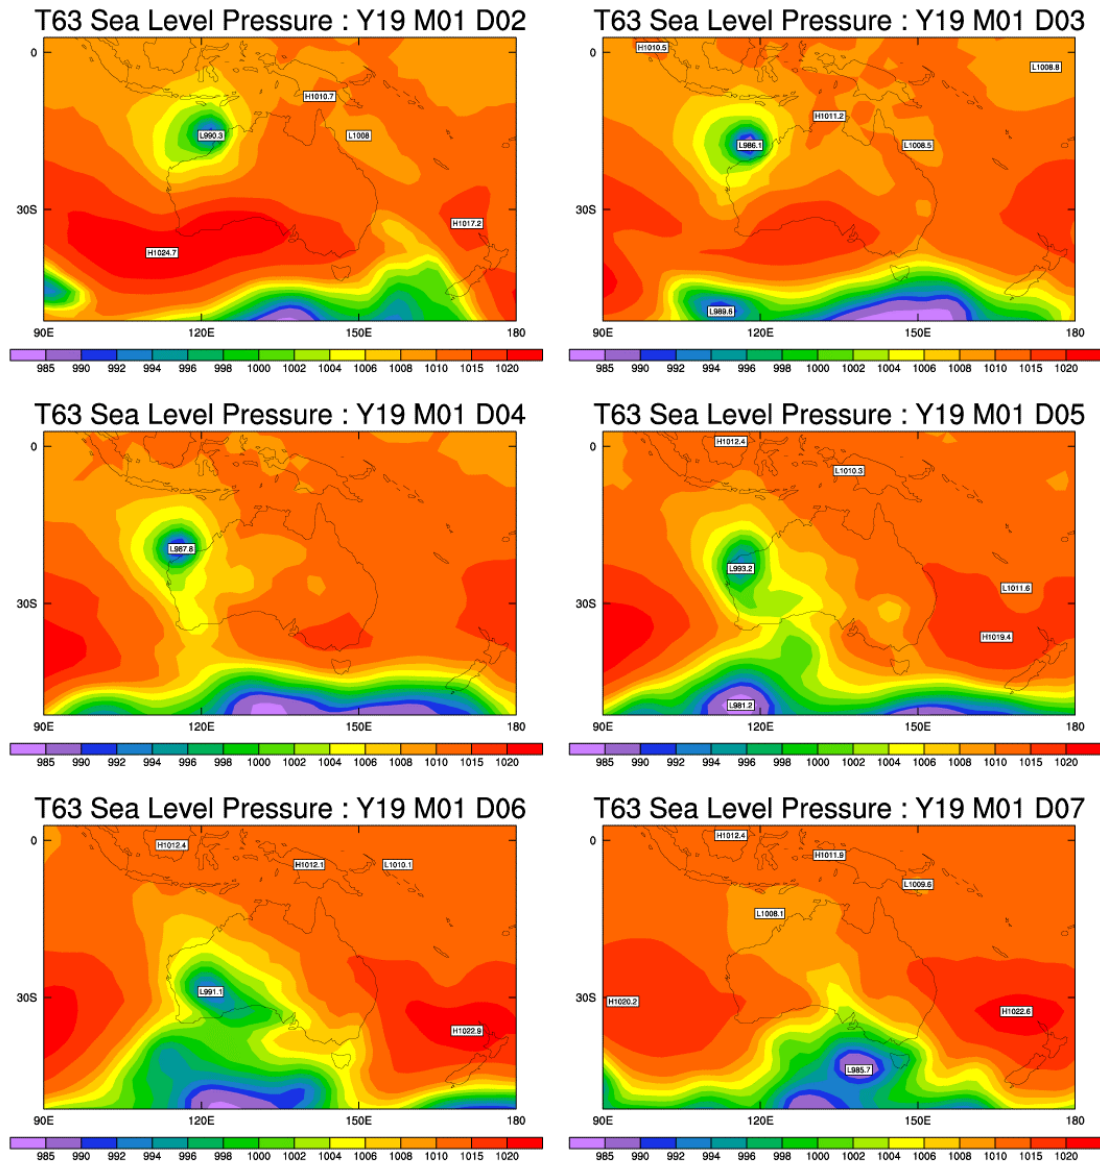 T63 Sea Level Pressure : Y19 M01 D02
0
30S
H1010.7
L990.3
L1008
H1017.2
H1024.7
90E 120E 150E 180
985 990 992 994 996 998 1000 1002 1004 1006 1008 1010 1015 1020
T63 Sea Level Pressure : Y19 M01 D03
0
30S
H1010.5
L1008.8
H1011.2
L986.1
L1008.5
L989.6
90E 120E 150E 180
985 990 992 994 996 998 1000 1002 1004 1006 1008 1010 1015 1020
T63 Sea Level Pressure : Y19 M01 D04
0
30S
L987.8
90E 120E 150E 180
985 990 992 994 996 998 1000 1002 1004 1006 1008 1010 1015 1020
T63 Sea Level Pressure : Y19 M01 D05
0
30S
H1012.4
L1010.3
L993.2
L1011.6
H1019.4
L981.2
90E 120E 150E 180
985 990 992 994 996 998 1000 1002 1004 1006 1008 1010 1015 1020
T63 Sea Level Pressure : Y19 M01 D06
0
30S
H1012.4
H1012.1 L1010.1
L991.1
H1022.9
90E 120E 150E 180
985 990 992 994 996 998 1000 1002 1004 1006 1008 1010 1015 1020
T63 Sea Level Pressure : Y19 M01 D07
0
30S
H1012.4
H1011.9
L1009.6
L1008.1
H1020.2
H1022.6
L985.7
90E 120E 150E 180
985 990 992 994 996 998 1000 1002 1004 1006 1008 1010 1015 1020